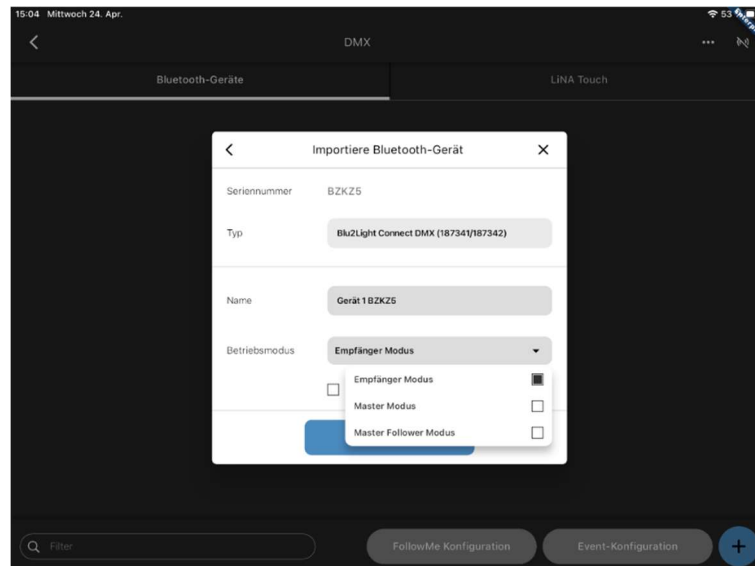 15:04 Mittwoch 24. Apr. 53
DMX
Bluetooth-Geräte LiNA Touch
Importiere Bluetooth-Gerät
Seriennummer BZKZ5
Typ Blu2Light Connect DMX (187341/187342)
Name Gerät 1 BZKZ5
Betriebsmodus Empfänger Modus
Empfänger Modus
Master Modus
Master Follower Modus
Filter FollowMe Konfiguration Event-Konfiguration